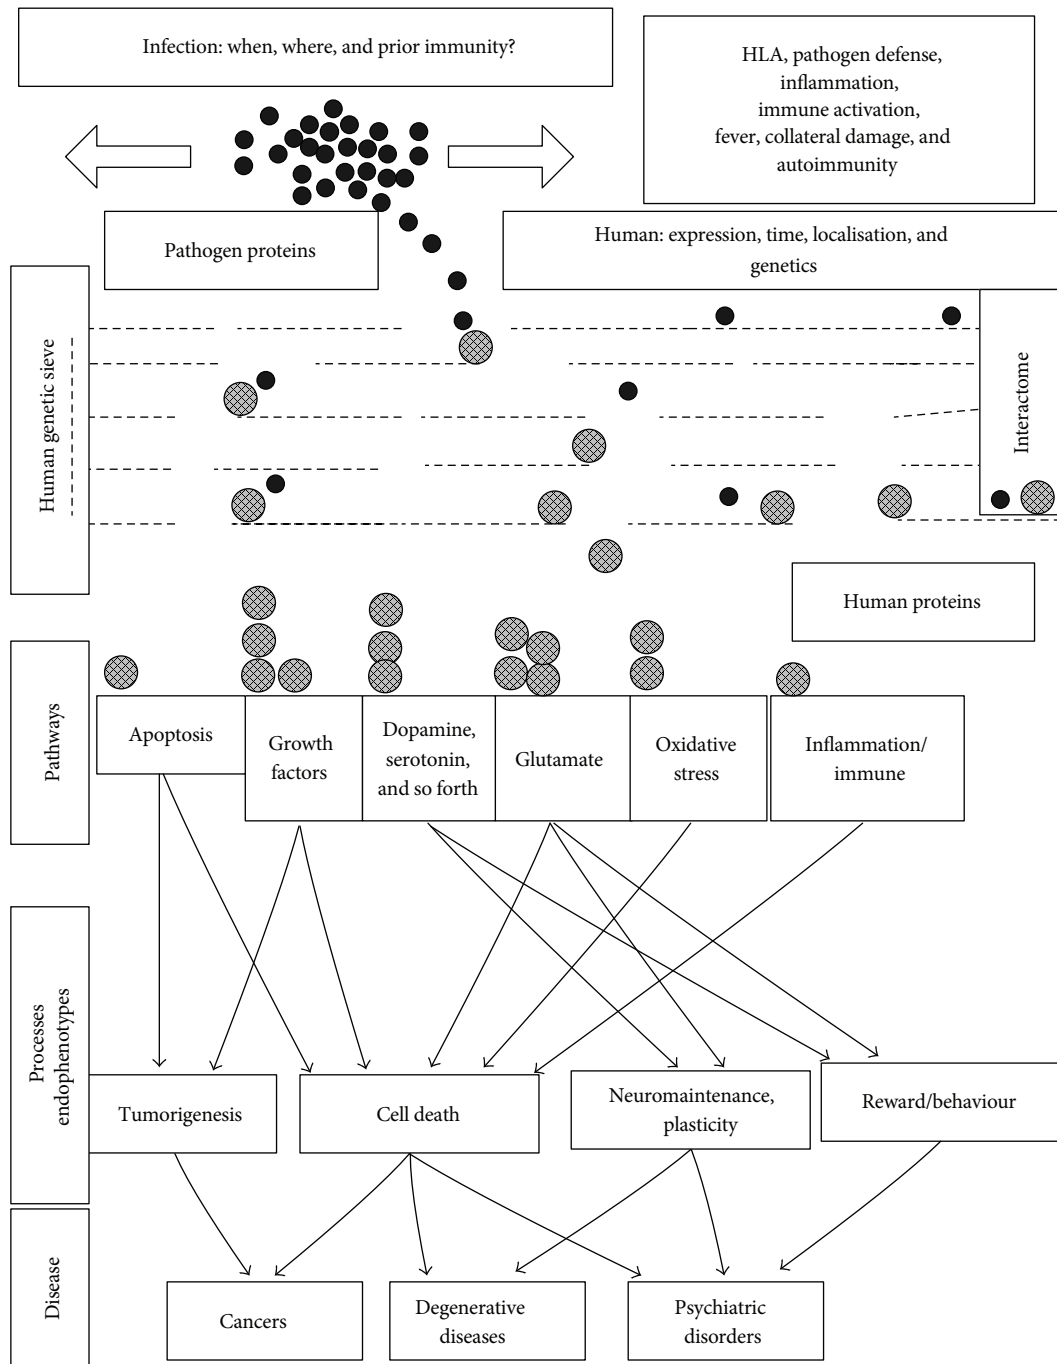 Infection: when, where, and prior immunity?
HLA, pathogen defense,
inflammation,
immune activation,
fever, collateral damage, and
autoimmunity
Pathogen proteins
Human: expression, time, localisation, and
genetics
Human genetic sieve
Interactome
Human proteins
Pathways
Apoptosis
Growth
factors
Dopamine,
serotonin,
and so forth
Glutamate
Oxidative
stress
Inflammation/
immune
Processes
endophenotypes
Tumorigenesis
Cell death
Neuromaintenance,
plasticity
Reward/behaviour
Disease
Cancers
Degenerative
diseases
Psychiatric
disorders